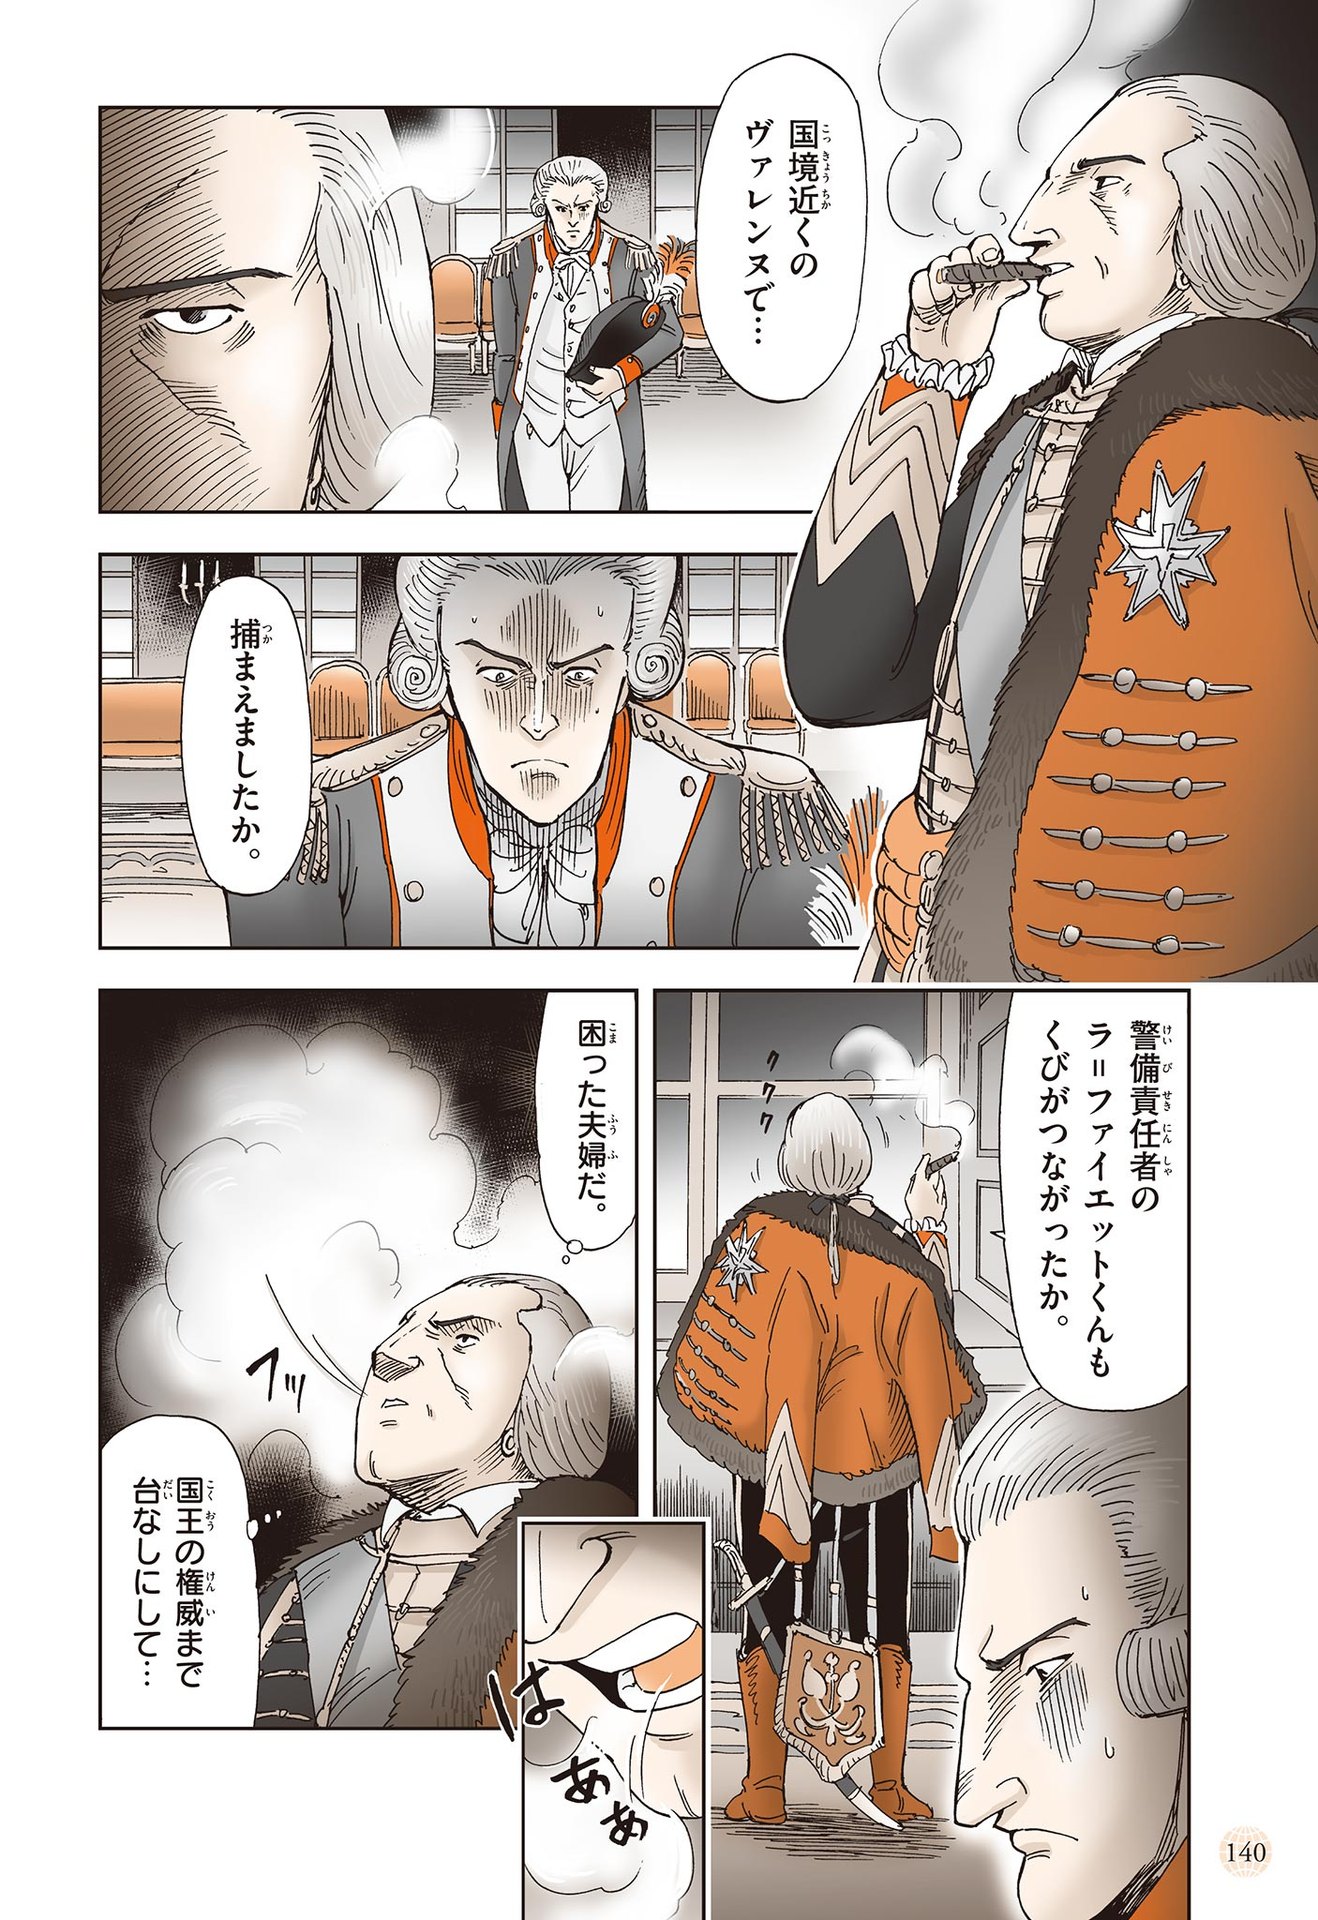 国境近くの
ヴァレンヌで…
捕まえましたか。
警備責任者の
ラ＝ファイエットくんも
くびがつながったか。
ククク
困った夫婦だ。
フッ
国王の権威まで
台なしにして…
はぁぁ
140